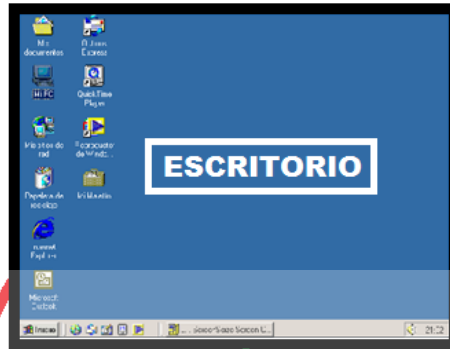 Mis
documentos
Outlook
Express
Mi PC
QuickTime
Player
Mis sitios de
red
Reproductor
de Windo...
ESCRITORIO
Papelera de
reciclaje
Internet
Explorer
Microsoft
Outlook
Inicio
21:02